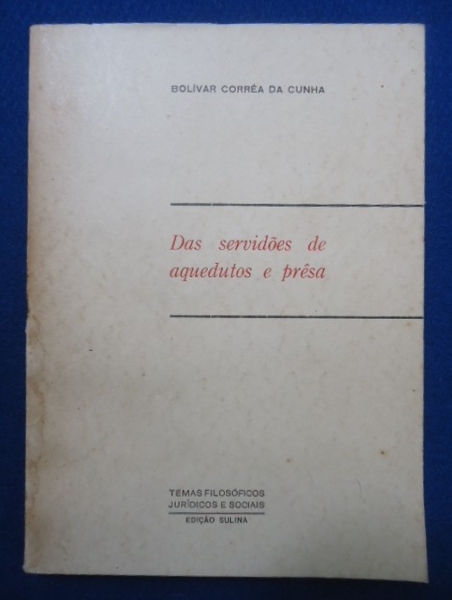 BOLÍVAR CORRÊA DA CUNHA
Das servidões de
aquedutos e prêsa
TEMAS FILOSÓFICOS
JURÍDICOS E SOCIAIS
EDIÇÃO SULINA